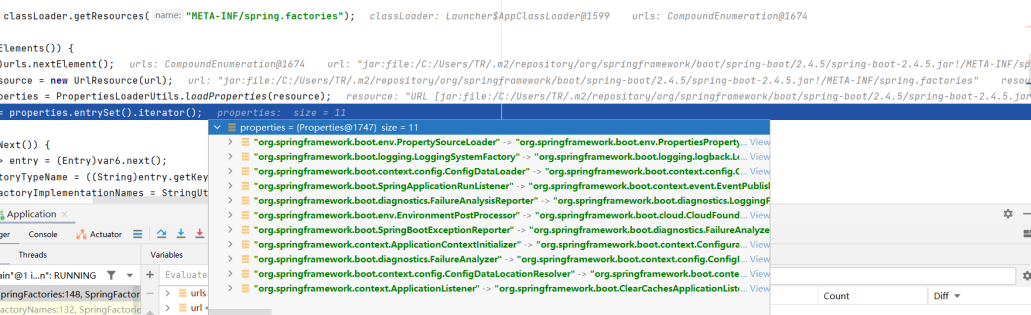 classLoader.getResources( name: "META-INF/spring.factories"); classLoader: Launcher$AppClassLoader@1599 urls: CompoundEnumeration@1674
Elements()) {
)urls.nextElement(); urls: CompoundEnumeration@1674 url: "jar:file:/C:/Users/TR/.m2/repository/org/springframework/boot/spring-boot/2.4.5/spring-boot-2.4.5.jar!/META-INF/sp
source = new UrlResource(url); url: "jar:file:/C:/Users/TR/.m2/repository/org/springframework/boot/spring-boot/2.4.5/spring-boot-2.4.5.jar!/META-INF/spring.factories" resou
perties = PropertiesLoaderUtils.loadProperties(resource); resource: "URL [jar:file:/C:/Users/TR/.m2/repository/org/springframework/boot/spring-boot/2.4.5/spring-boot-2.4.5.jar
= properties.entrySet().iterator(); properties: size = 11
Next()) {
> entry = (Entry)var6.next();
toryTypeName = ((String)entry.getKey
actoryImplementationNames = StringUt
properties = {Properties@1747} size = 11
"org.springframework.boot.env.PropertySourceLoader" -> "org.springframework.boot.env.PropertiesProperty... View
"org.springframework.boot.logging.LoggingSystemFactory" -> "org.springframework.boot.logging.logback.Lo... View
"org.springframework.boot.context.config.ConfigDataLoader" -> "org.springframework.boot.context.config.C... View
"org.springframework.boot.SpringApplicationRunListener" -> "org.springframework.boot.context.event.EventPublish
"org.springframework.boot.diagnostics.FailureAnalysisReporter" -> "org.springframework.boot.diagnostics.LoggingF
"org.springframework.boot.env.EnvironmentPostProcessor" -> "org.springframework.boot.cloud.CloudFound... View
"org.springframework.boot.SpringBootExceptionReporter" -> "org.springframework.boot.diagnostics.FailureAnalyze
"org.springframework.context.ApplicationContextInitializer" -> "org.springframework.boot.context.Configura... View
"org.springframework.boot.diagnostics.FailureAnalyzer" -> "org.springframework.boot.context.config.Confi... View
"org.springframework.boot.context.config.ConfigDataLocationResolver" -> "org.springframework.boot.conte... View
"org.springframework.context.ApplicationListener" -> "org.springframework.boot.ClearCachesApplicationList... View
Application ×
ger Console Actuator
Threads Variables
ain"@1 i...n": RUNNING
Evaluate
pringFactories:148, SpringFactor
actoryNames:132, SpringFactorie
urls
url
Count Diff